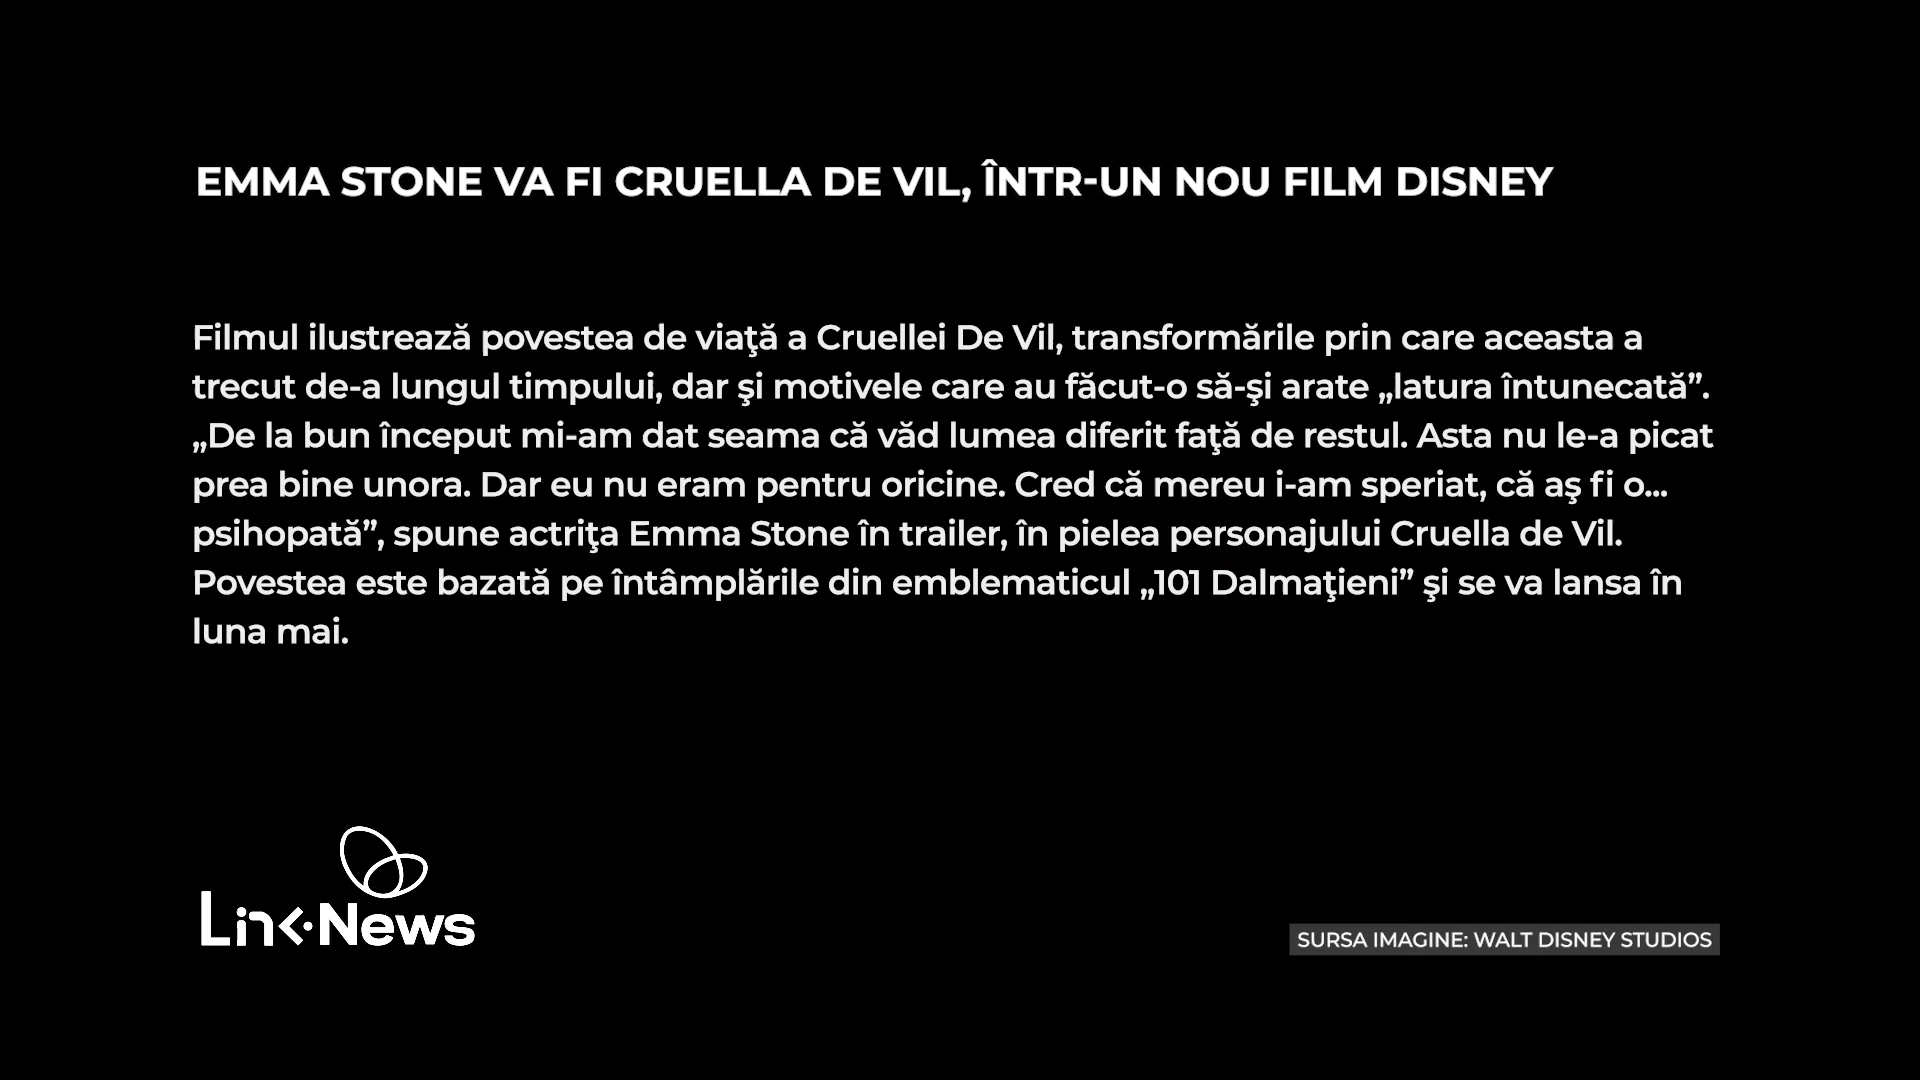 EMMA STONE VA FI CRUELLA DE VIL, ÎNTR-UN NOU FILM DISNEY
Filmul ilustrează povestea de viaţă a Cruellei De Vil, transformările prin care aceasta a
trecut de-a lungul timpului, dar şi motivele care au făcut-o să-şi arate „latura întunecată”.
„De la bun început mi-am dat seama că văd lumea diferit faţă de restul. Asta nu le-a picat
prea bine unora. Dar eu nu eram pentru oricine. Cred că mereu i-am speriat, că aş fi o...
psihopată”, spune actriţa Emma Stone în trailer, în pielea personajului Cruella de Vil.
Povestea este bazată pe întâmplările din emblematicul „101 Dalmaţieni” şi se va lansa în
luna mai.
Link News
SURSA IMAGINE: WALT DISNEY STUDIOS